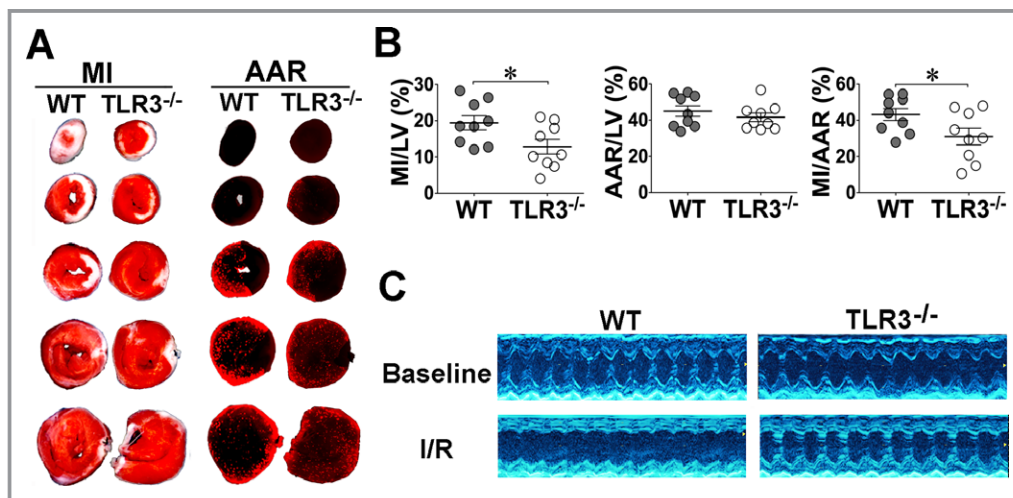 A
MI
AAR
WT TLR3-/-
WT TLR3-/-
B
MI/LV (%)
30
20
10
0
*
WT TLR3-/-
AAR/LV (%)
60
40
20
0
WT TLR3-/-
MI/AAR (%)
60
40
20
0
*
WT TLR3-/-
C
WT
TLR3-/-
Baseline
I/R